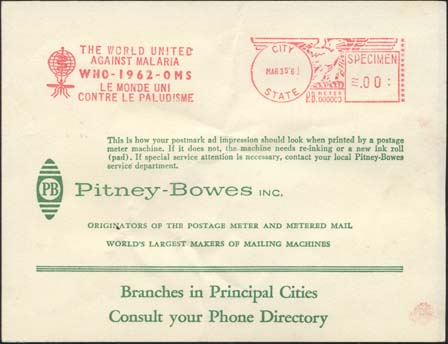 THE WORLD UNITED
AGAINST MALARIA
WHO-1962-OMS
LE MONDE UNI
CONTRE LE PALUDISME
CITY
MAR 30
STATE
SPECIMEN
.00
METER
This is how your postmark ad impression should look when printed by a postage
meter machine. If it does not, the machine needs re-inking or a new ink roll
(pad). If special service attention is necessary, contact your local Pitney-Bowes
service department.
PB
Pitney-Bowes INC.
ORIGINATORS OF THE POSTAGE METER AND METERED MAIL
WORLD'S LARGEST MAKERS OF MAILING MACHINES
Branches in Principal Cities
Consult your Phone Directory